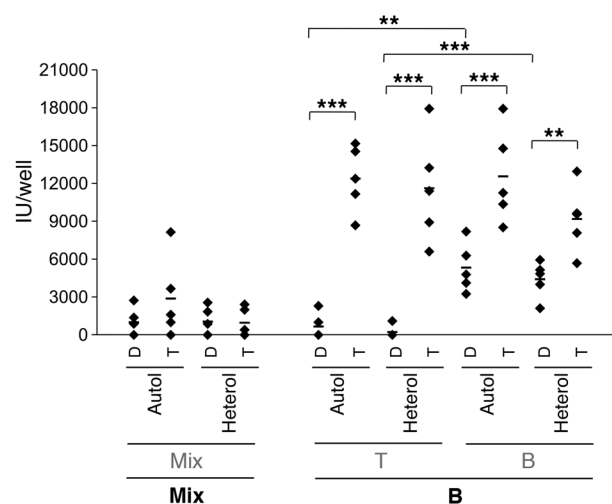 **
***
21000
*** ***
18000
***
15000
**
12000
IU/well
9000
6000
3000
0
D T D T D T D T D T D T
Autol Heterol Autol Heterol Autol Heterol
Mix T B
Mix B